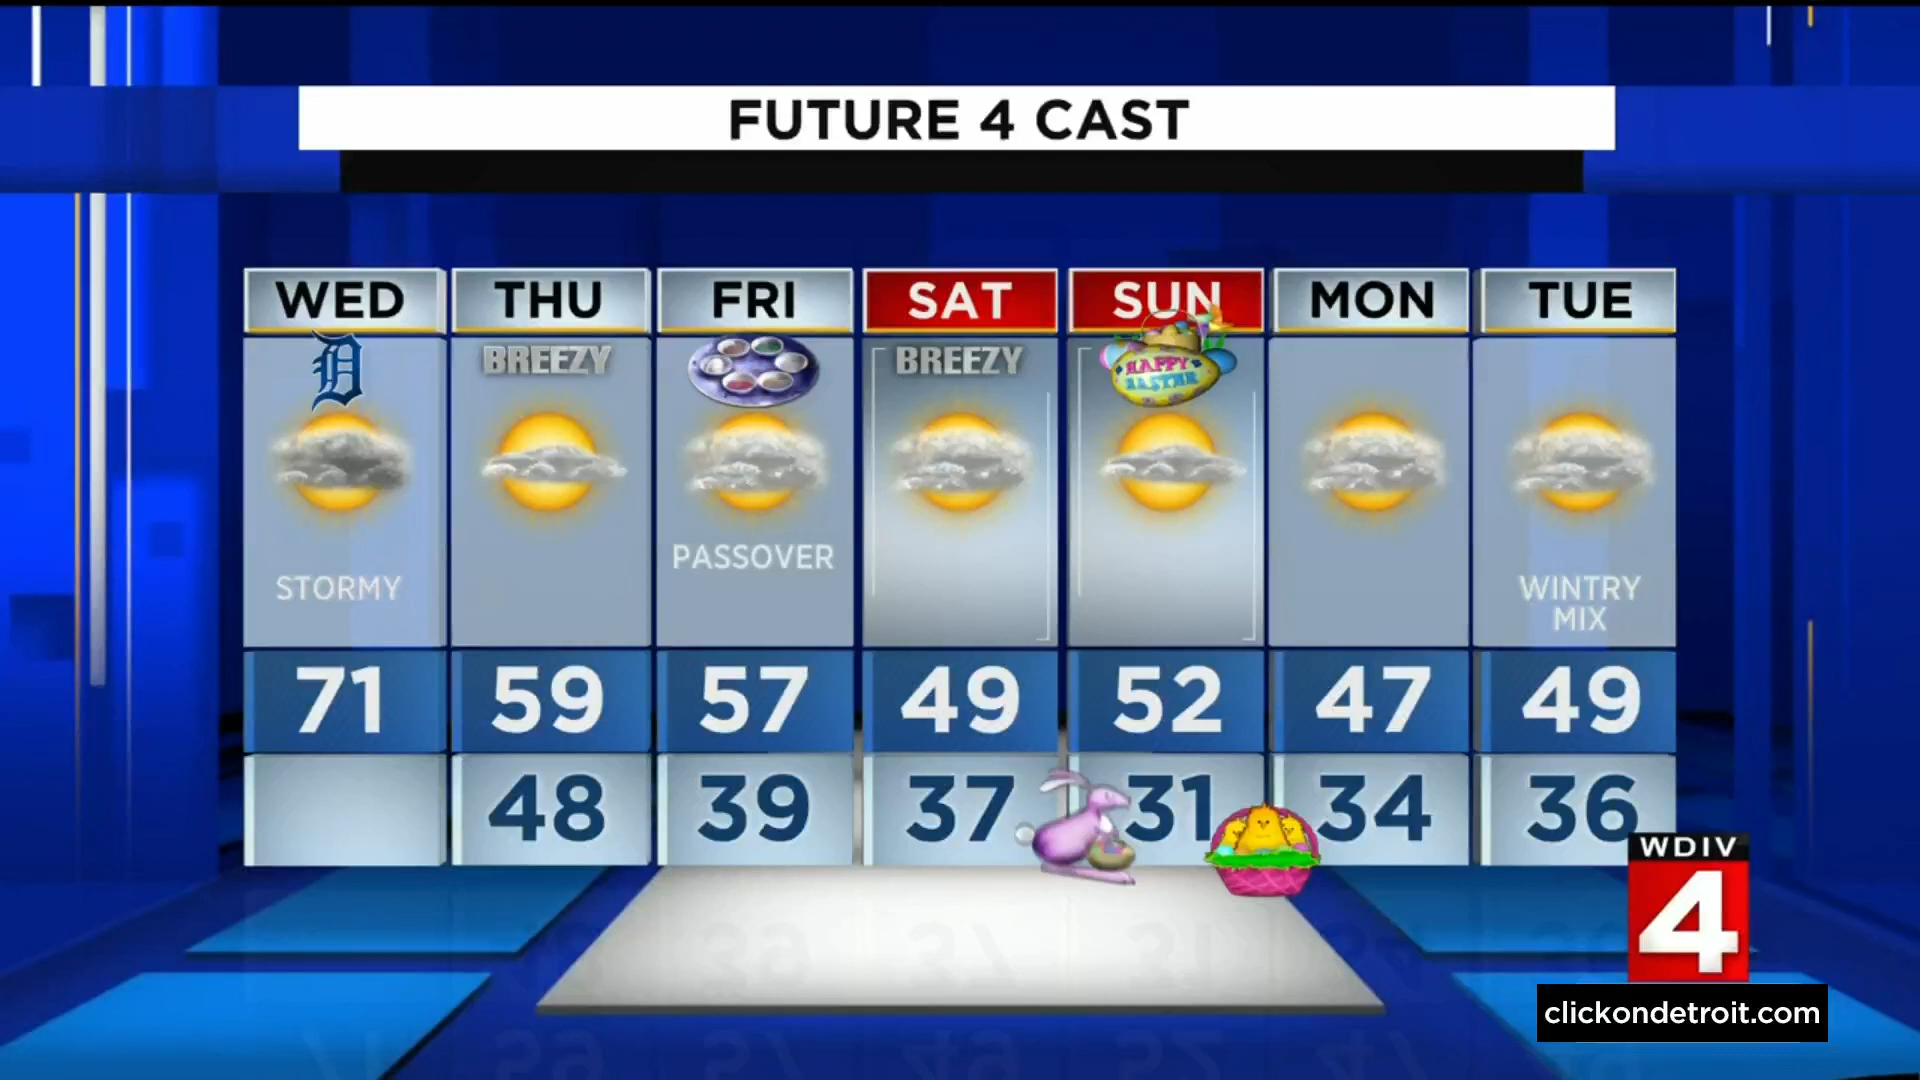 FUTURE 4 CAST
WED THU FRI SAT SUN MON TUE
BREEZY BREEZY HAPPY
EASTER
PASSOVER
STORMY WINTRY
MIX
71 59 57 49 52 47 49
48 39 37 31 34 36
WDIV
4
clickondetroit.com